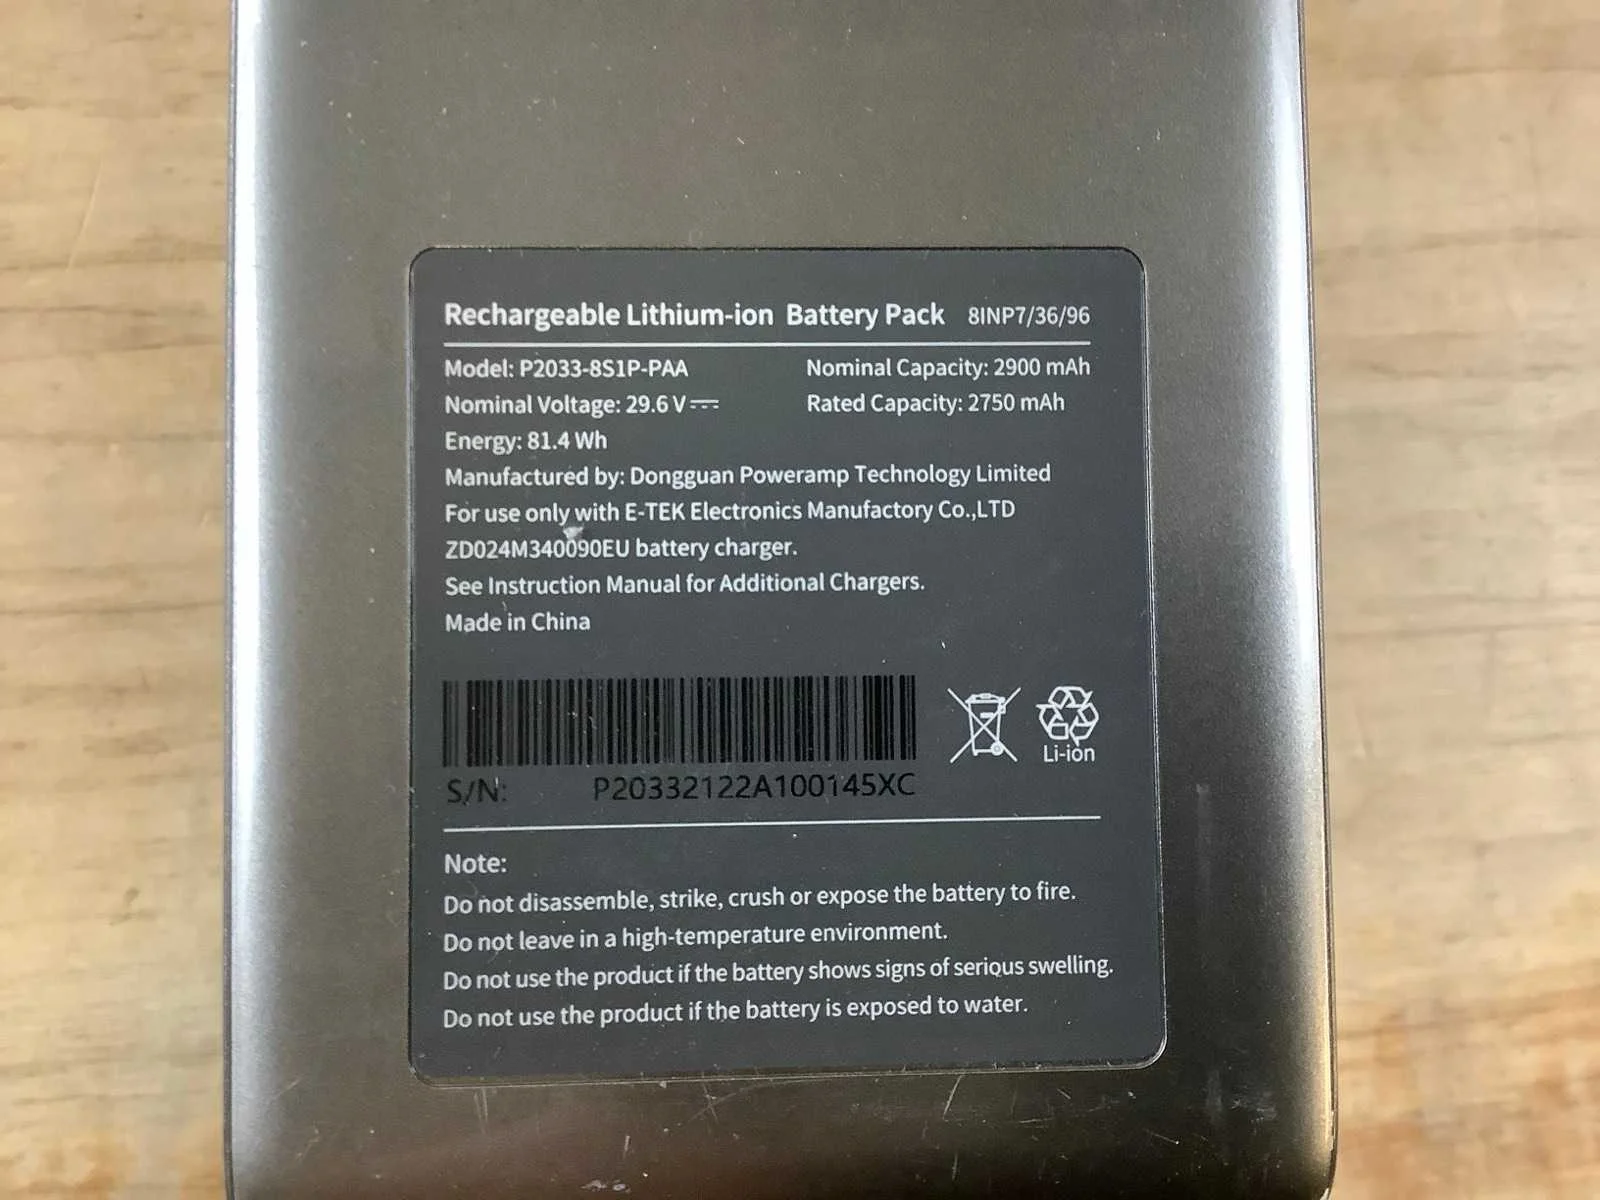 Rechargeable Lithium-ion Battery Pack 8INP7/36/96
Model: P2033-8S1P-PAA Nominal Capacity: 2900 mAh
Nominal Voltage: 29.6 V⎓ Rated Capacity: 2750 mAh
Energy: 81.4 Wh
Manufactured by: Dongguan Poweramp Technology Limited
For use only with E-TEK Electronics Manufactory Co.,LTD
ZD024M340090EU battery charger.
See Instruction Manual for Additional Chargers.
Made in China
Li-ion
S/N: P20332122A100145XC
Note:
Do not disassemble, strike, crush or expose the battery to fire.
Do not leave in a high-temperature environment.
Do not use the product if the battery shows signs of serious swelling.
Do not use the product if the battery is exposed to water.